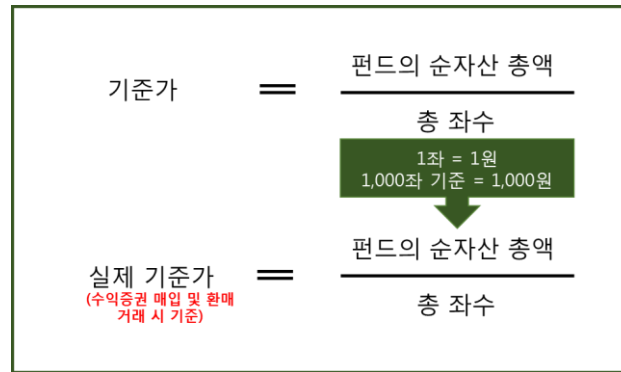 펀드의 순자산 총액
기준가 =
총 좌수
1좌 = 1원
1,000좌 기준 = 1,000원
펀드의 순자산 총액
실제 기준가 =
(수익증권 매입 및 환매
거래 시 기준)
총 좌수